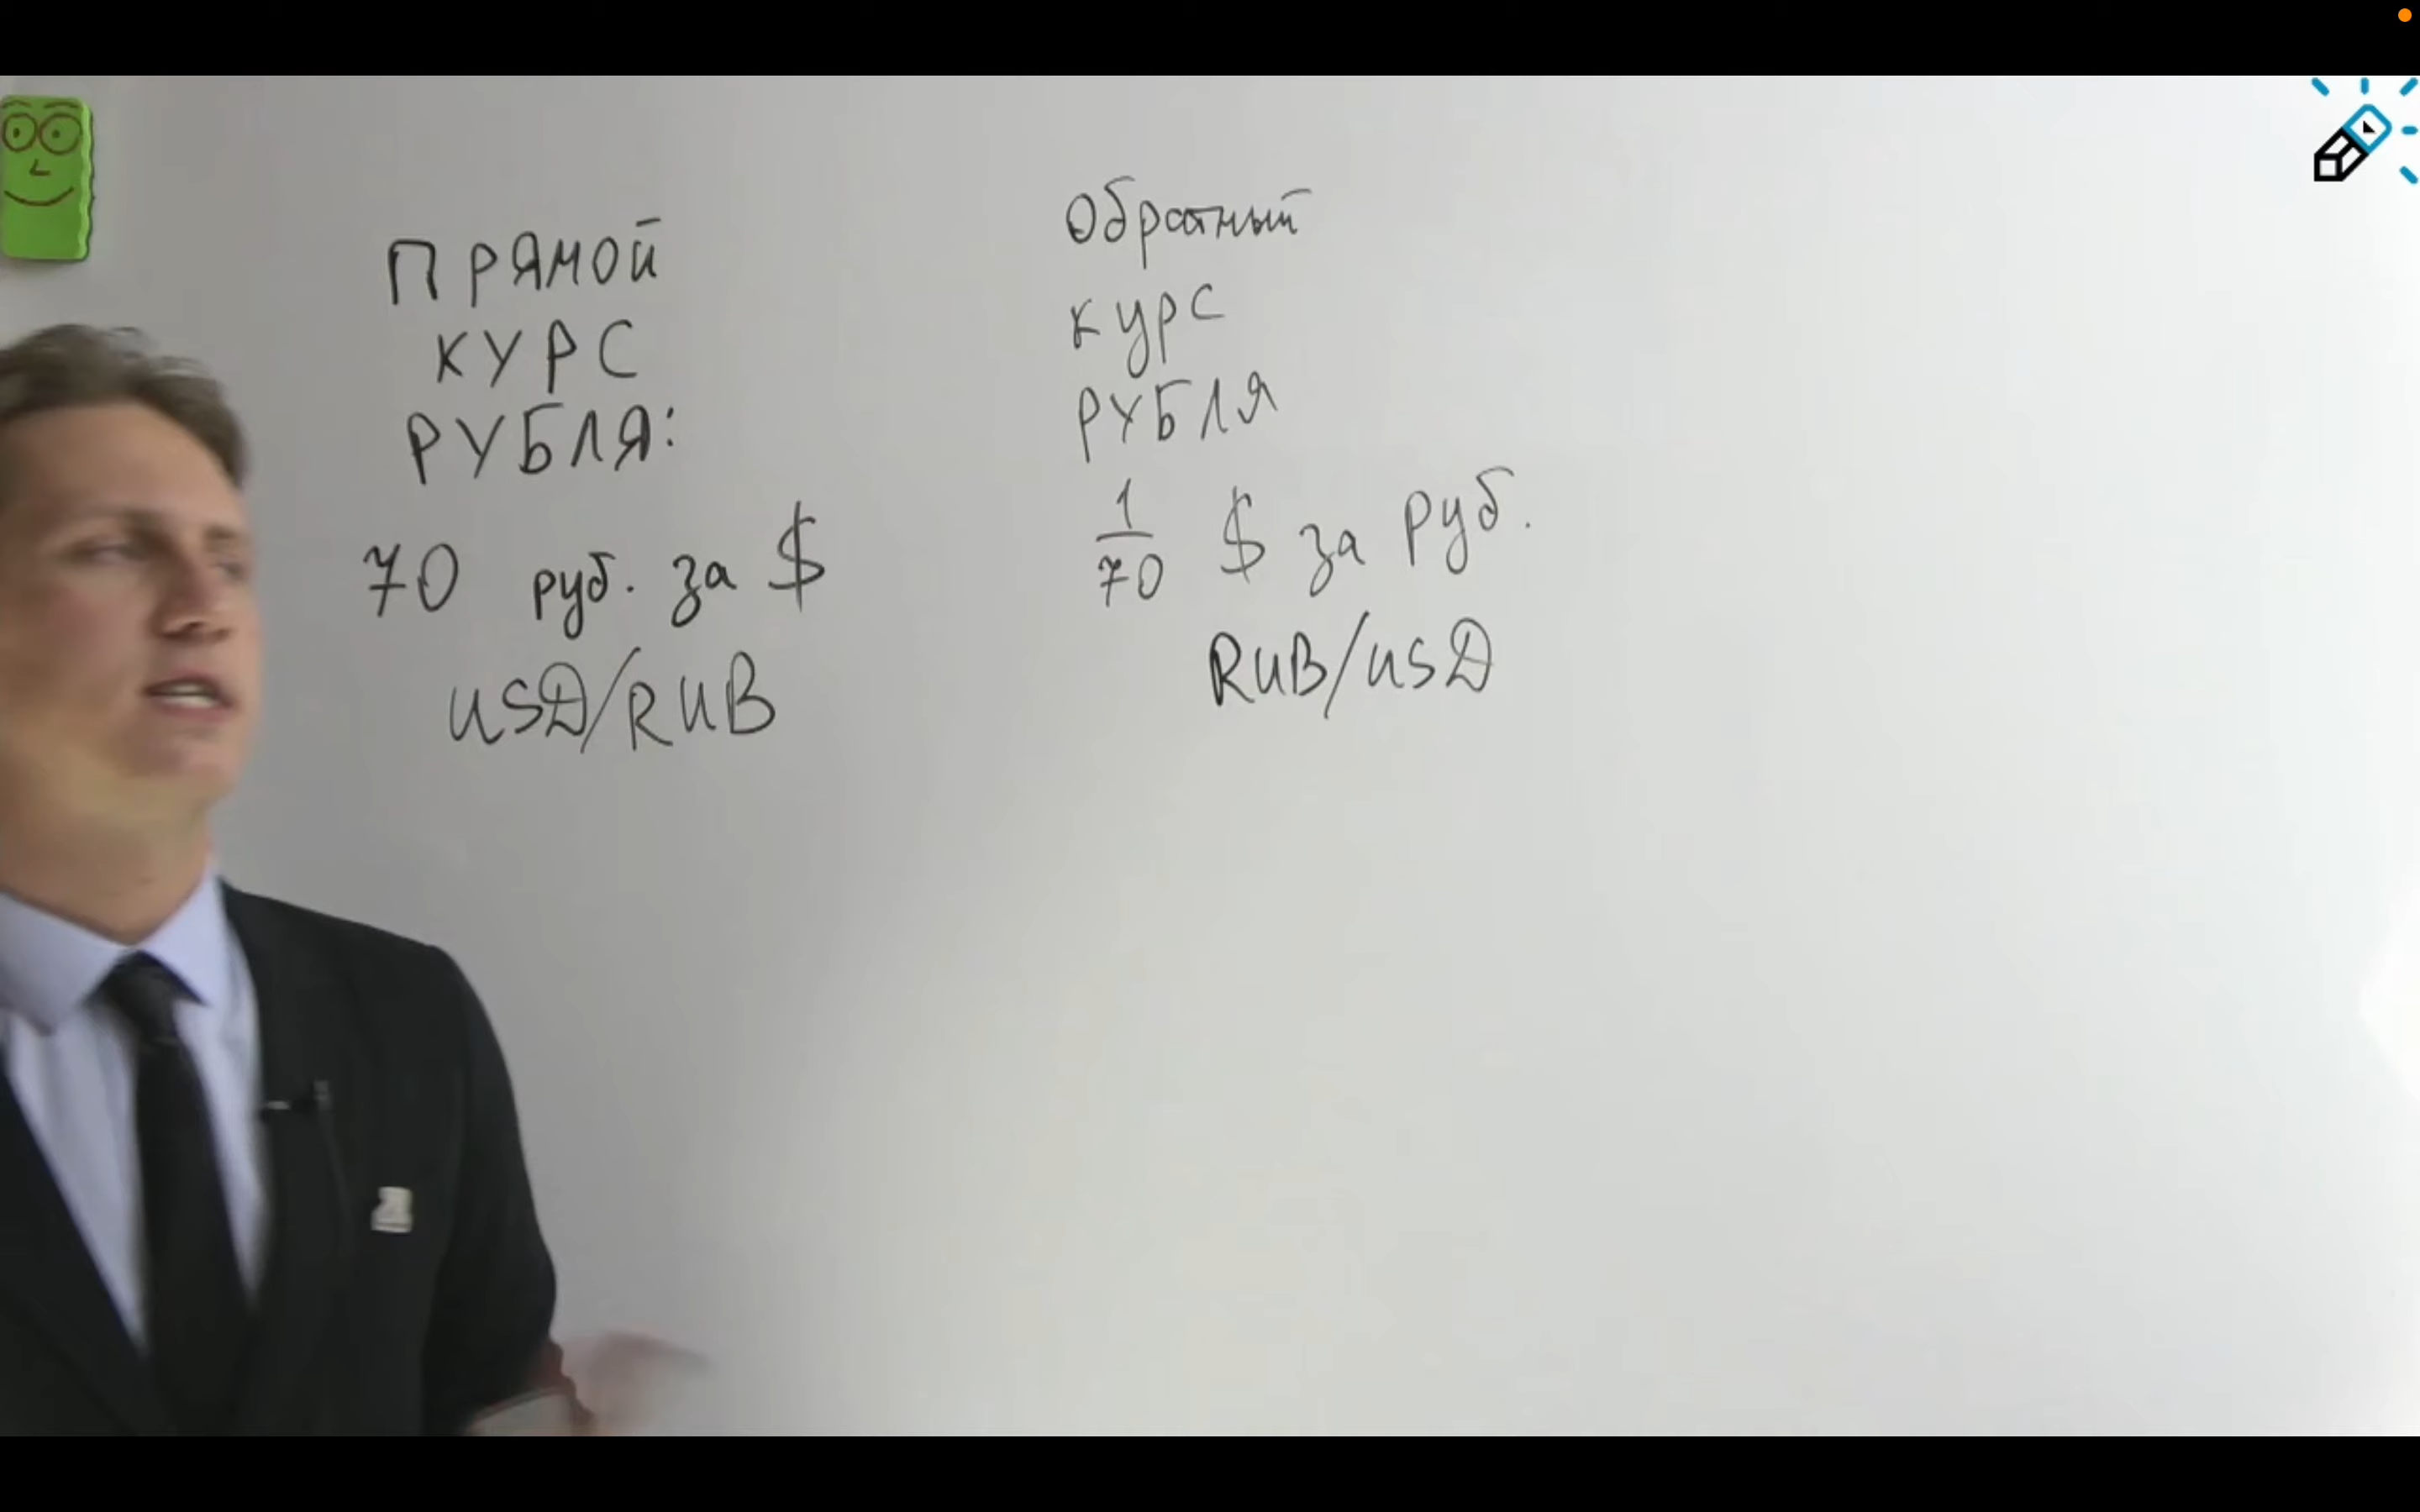 ПРЯМОЙ
КУРС
РУБЛЯ:
70 руб. за $
USD/RUB
Обратный
курс
РУБЛЯ
1/70 $ за руб.
RUB/USD